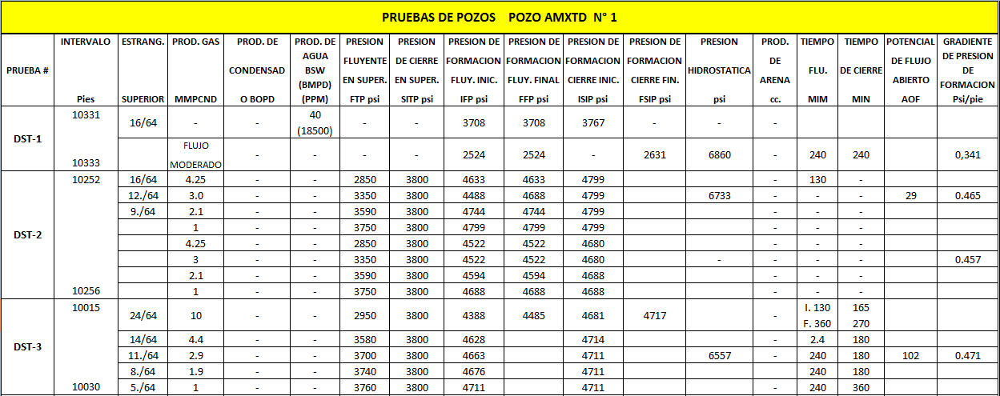 PRUEBAS DE POZOS POZO AMXTD N° 1
PRUEBA # INTERVALO Pies ESTRANG. SUPERIOR PROD. GAS MMPCND PROD. DE CONDENSAD O BOPD PROD. DE AGUA BSW (BMPD) (PPM) PRESION FLUYENTE EN SUPER. FTP psi PRESION DE CIERRE EN SUPER. SITP psi PRESION DE FORMACION FLUY. INIC. IFP psi PRESION DE FORMACION FLUY. FINAL FFP psi PRESION DE FORMACION CIERRE INIC. ISIP psi PRESION DE FORMACION CIERRE FIN. FSIP psi PRESION HIDROSTATICA psi PROD. DE ARENA cc. TIEMPO FLU. MIM TIEMPO DE CIERRE MIN POTENCIAL DE FLUJO ABIERTO AOF GRADIENTE DE PRESION DE FORMACION Psi/pie
DST-1 10331 16/64 - - 40 (18500) - - 3708 3708 3767 - - -
10333 FLUJO MODERADO - - - - 2524 2524 - 2631 6860 - 240 240 0,341
DST-2 10252 16/64 4.25 - - 2850 3800 4633 4633 4799 - 130 -
12./64 3.0 - - 3350 3800 4488 4688 4799 6733 - - - 29 0.465
9./64 2.1 - - 3590 3800 4744 4744 4799 - - -
1 - - 3750 3800 4799 4799 4799 - - -
4.25 - - 2850 3800 4522 4522 4680 - - -
3 - - 3350 3800 4522 4522 4680 - - - - 0.457
2.1 - - 3590 3800 4594 4594 4688 - - -
10256 1 - - 3750 3800 4688 4688 4688 - - -
DST-3 10015 24/64 10 - - 2950 3800 4388 4485 4681 4717 - I. 130 F. 360 165 270
14/64 4.4 - - 3580 3800 4628 4714 - 2.4 180
11./64 2.9 - - 3700 3800 4663 4711 6557 - 240 180 102 0.471
8./64 1.9 - - 3740 3800 4676 4711 240 180
10030 5./64 1 - - 3760 3800 4711 4711 - 240 360